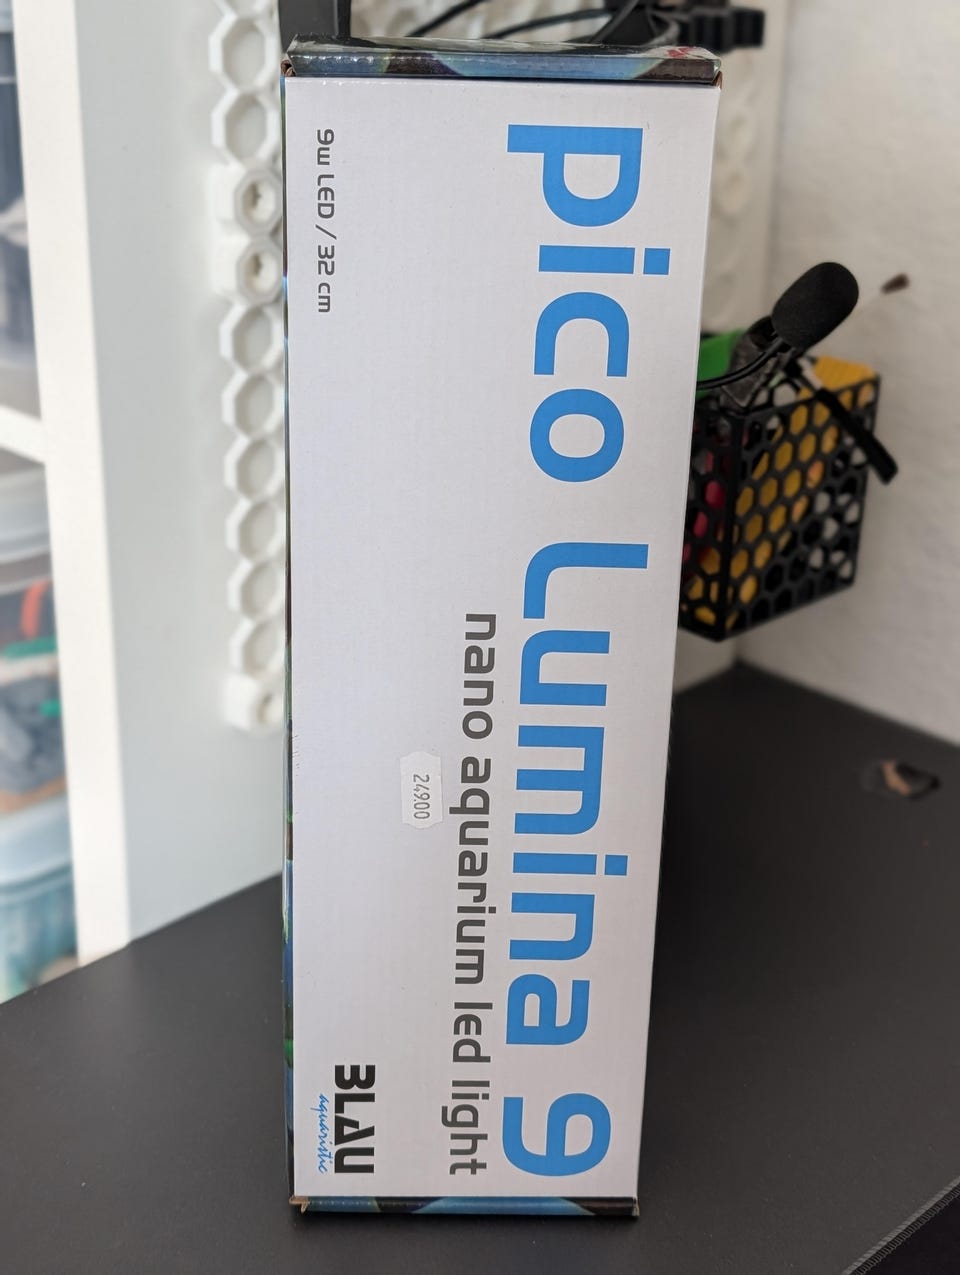 pico Lumina 9
nano aquarium led light
24900
9w LED / 32 cm
BLAU
aquaristic